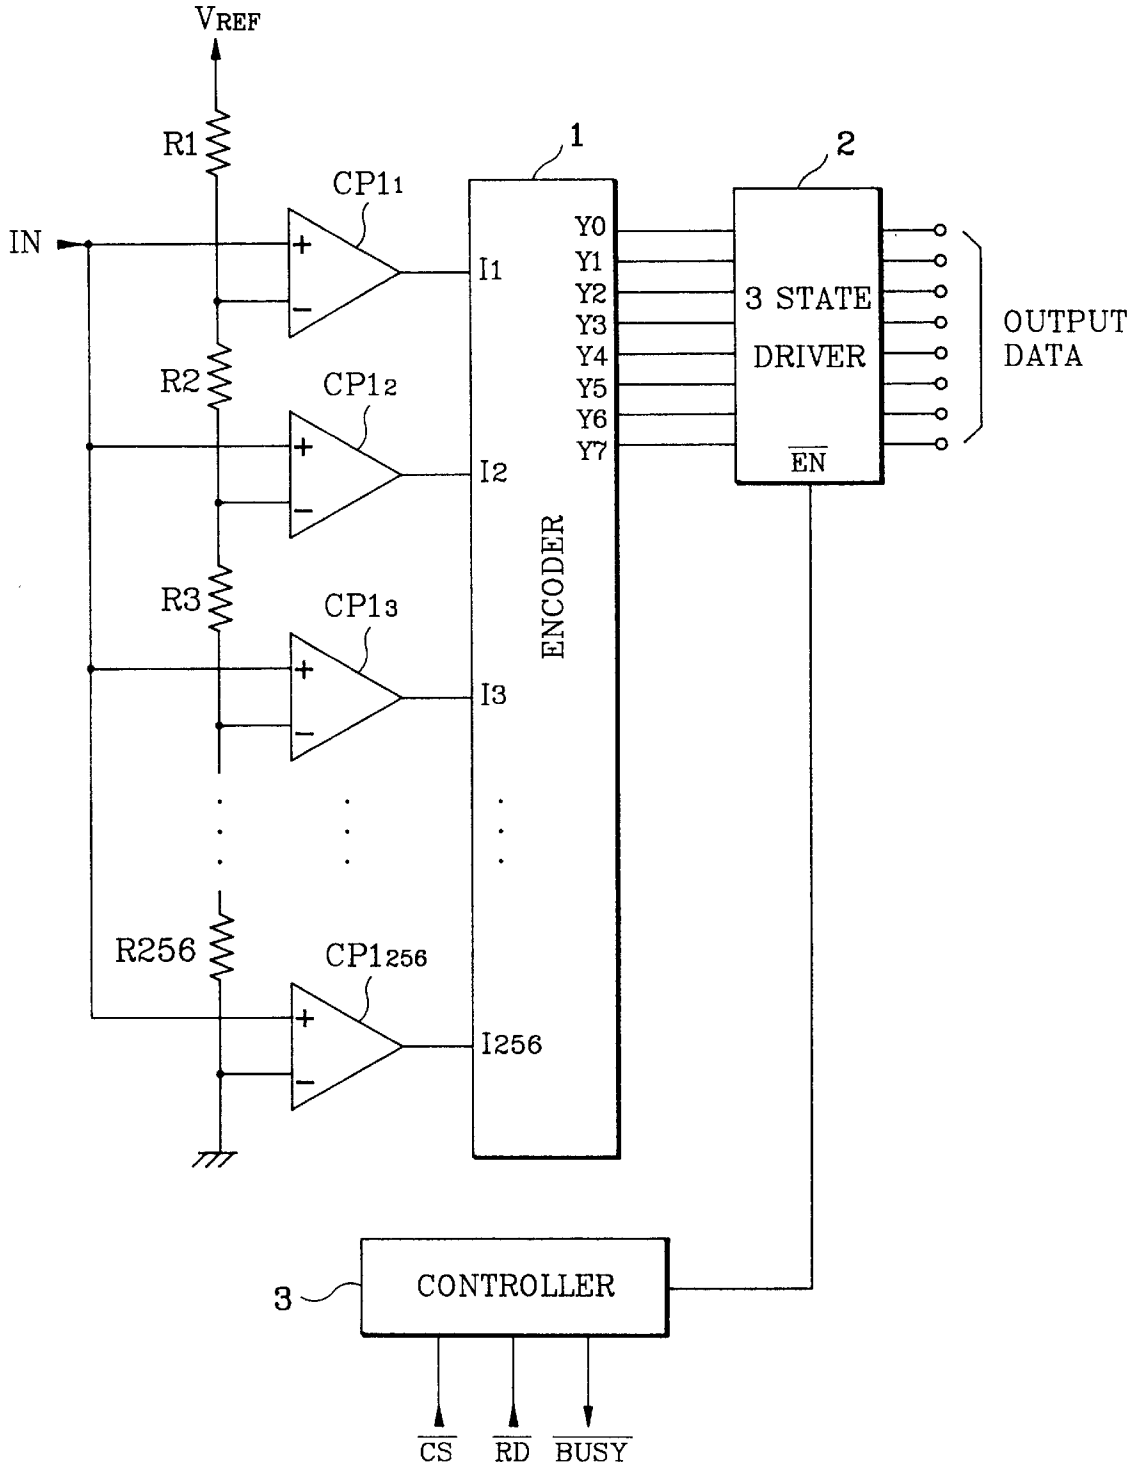 VREF
R1
1
2
CP11
IN
+
−
I1
Y0
Y1
Y2
Y3
Y4
Y5
Y6
Y7
3 STATE
DRIVER
EN
OUTPUT
DATA
R2
CP12
+
−
I2
ENCODER
R3
CP13
+
−
I3
R256
CP1256
+
−
I256
3
CONTROLLER
CS
RD
BUSY